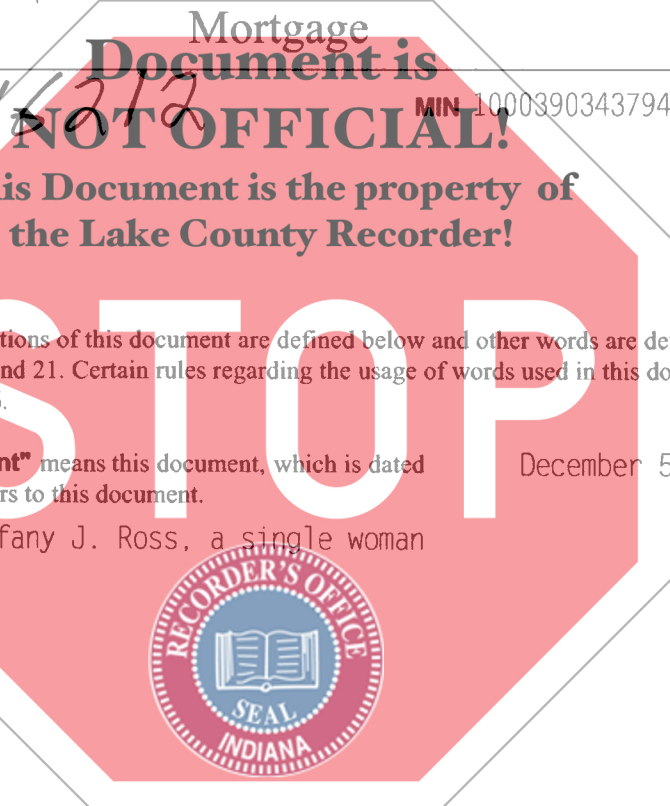 Mortgage
Document is
212
NOT OFFICIAL!
MIN 1000390343794
is Document is the property of
the Lake County Recorder!
STOP
tions of this document are defined below and other words are de
nd 21. Certain rules regarding the usage of words used in this do
nt" means this document, which is dated December 5
rs to this document.
fany J. Ross, a single woman
RECORDER'S OFFICE
SEAL
INDIANA